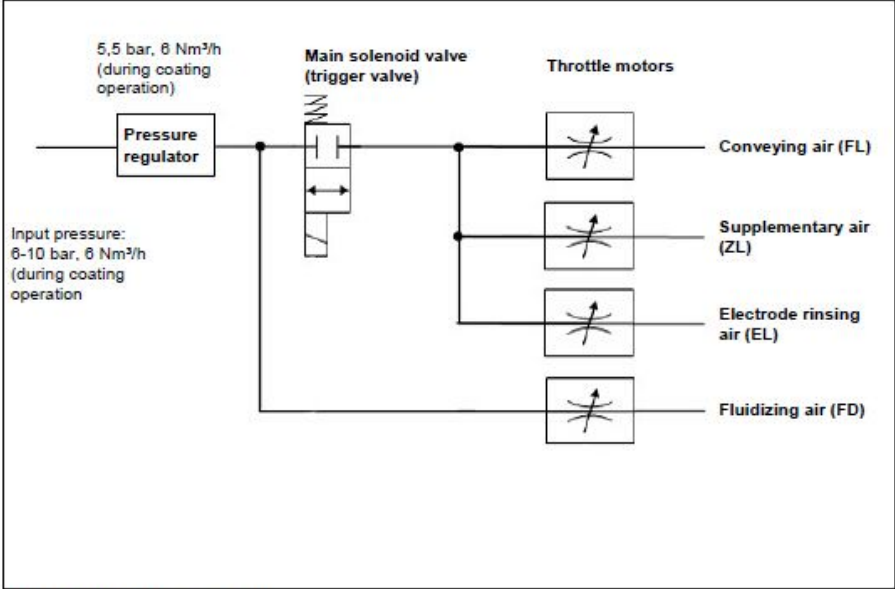 5,5 bar, 6 Nm³/h
(during coating
operation)
Main solenoid valve
(trigger valve)
Throttle motors
Pressure
regulator
Conveying air (FL)
Input pressure:
6-10 bar, 6 Nm³/h
(during coating
operation
Supplementary air
(ZL)
Electrode rinsing
air (EL)
Fluidizing air (FD)